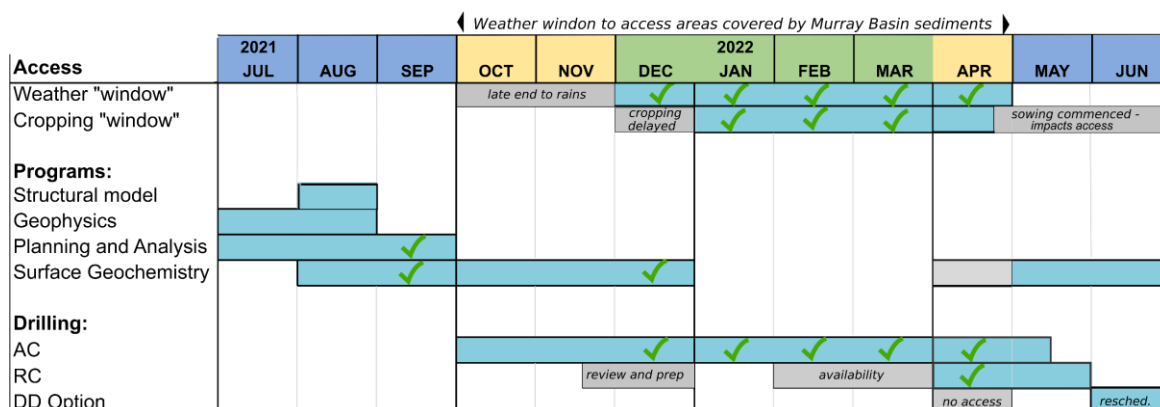 Weather windon to access areas covered by Murray Basin sediments
2021 2022
Access JUL AUG SEP OCT NOV DEC JAN FEB MAR APR MAY JUN
Weather "window" late end to rains
Cropping "window" cropping delayed sowing commenced - impacts access
Programs:
Structural model
Geophysics
Planning and Analysis
Surface Geochemistry
Drilling:
AC
RC review and prep availability
DD Option no access resched.